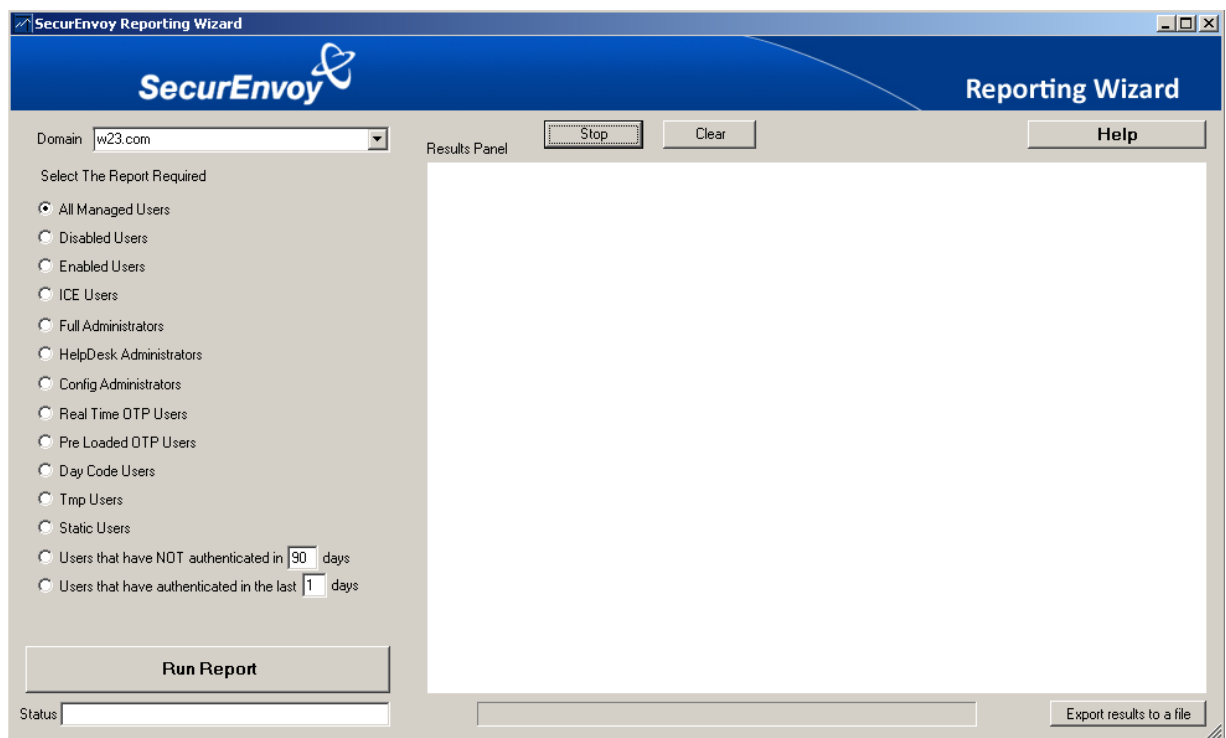 SecurEnvoy Reporting Wizard
SecurEnvoy
Reporting Wizard
Domain w23.com
Results Panel
Stop
Clear
Help
Select The Report Required
All Managed Users
Disabled Users
Enabled Users
ICE Users
Full Administrators
HelpDesk Administrators
Config Administrators
Real Time OTP Users
Pre Loaded OTP Users
Day Code Users
Tmp Users
Static Users
Users that have NOT authenticated in 90 days
Users that have authenticated in the last 1 days
Run Report
Status
Export results to a file